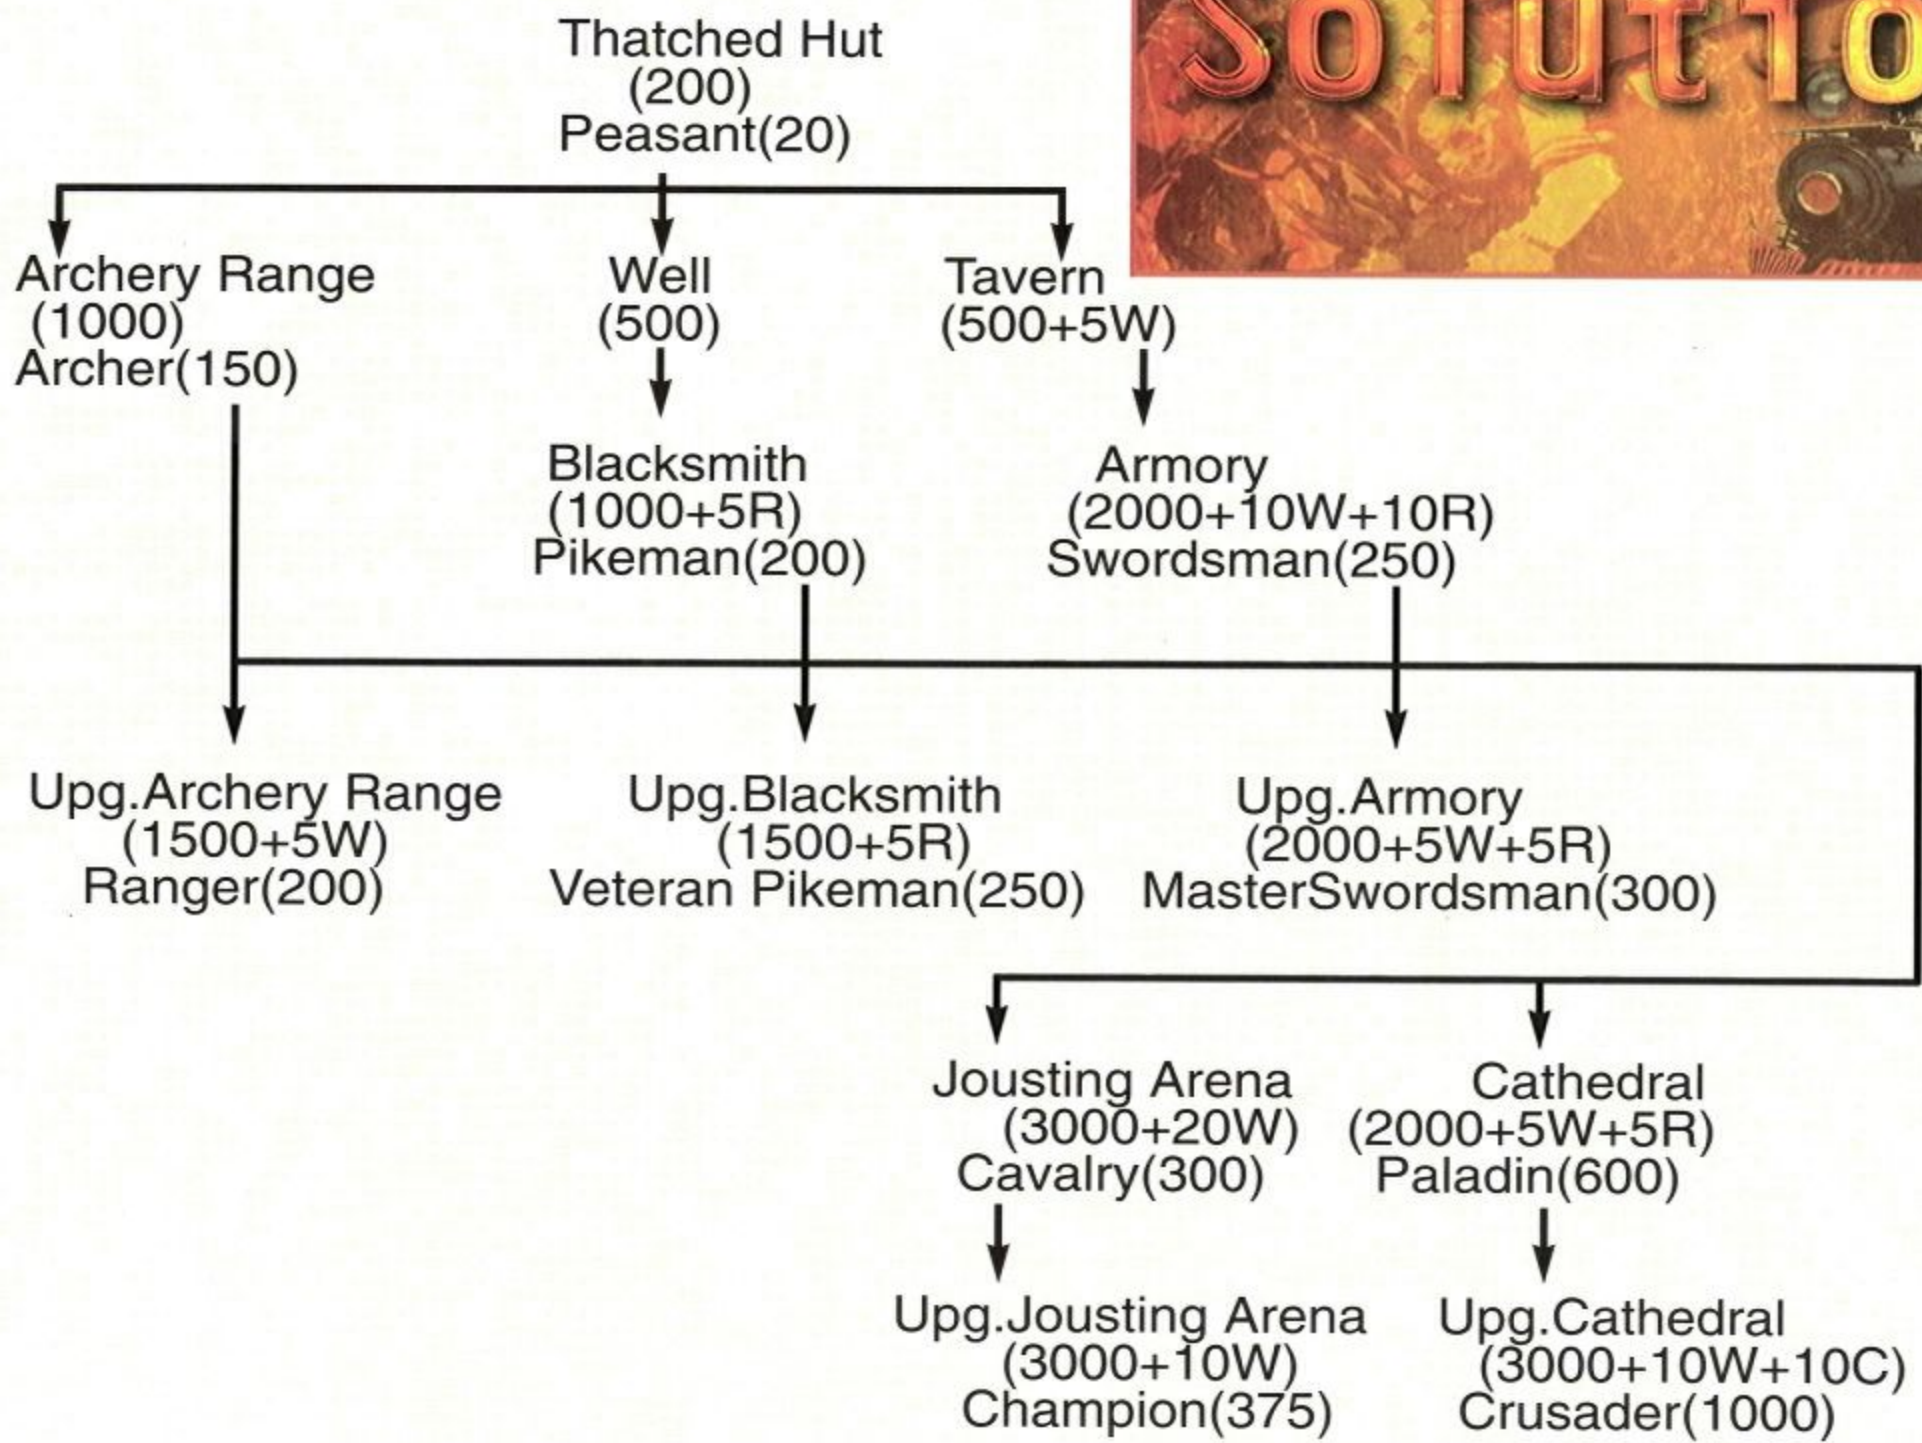 Thatched Hut
(200)
Peasant(20)
Archery Range
(1000)
Archer(150)
Well
(500)
Tavern
(500+5W)
Blacksmith
(1000+5R)
Pikeman(200)
Armory
(2000+10W+10R)
Swordsman(250)
Upg.Archery Range
(1500+5W)
Ranger(200)
Upg.Blacksmith
(1500+5R)
Veteran Pikeman(250)
Upg.Armory
(2000+5W+5R)
MasterSwordsman(300)
Jousting Arena
(3000+20W)
Cavalry(300)
Cathedral
(2000+5W+5R)
Paladin(600)
Upg.Jousting Arena
(3000+10W)
Champion(375)
Upg.Cathedral
(3000+10W+10C)
Crusader(1000)